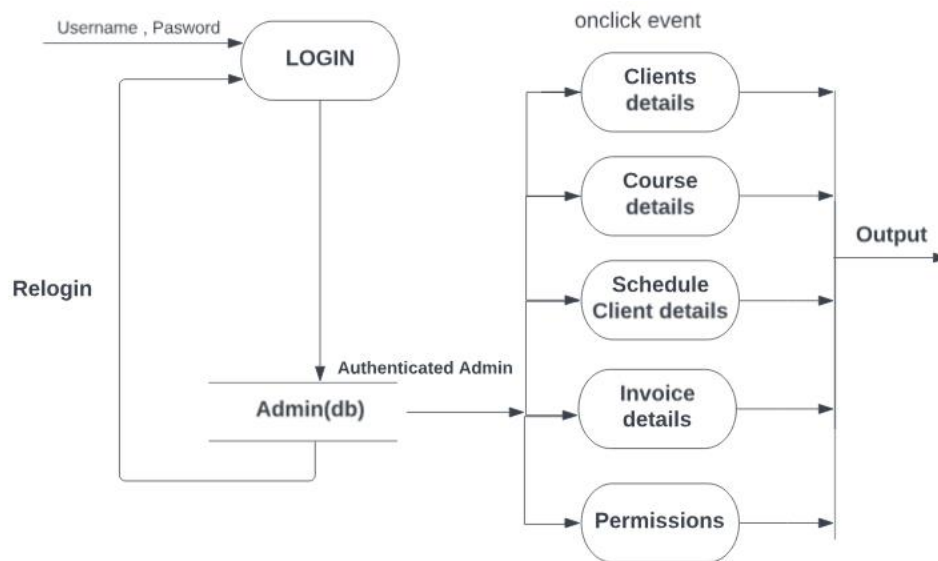 onclick event
Username , Pasword
LOGIN
Clients
details
Course
details
Output
Relogin
Schedule
Client details
Authenticated Admin
Admin(db)
Invoice
details
Permissions